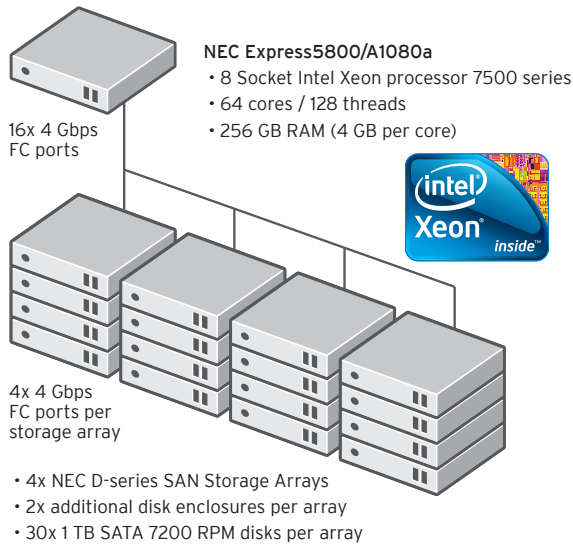 NEC Express5800/A1080a
• 8 Socket Intel Xeon processor 7500 series
• 64 cores / 128 threads
• 256 GB RAM (4 GB per core)
16x 4 Gbps
FC ports
intel
Xeon®
inside™
4x 4 Gbps
FC ports per
storage array
• 4x NEC D-series SAN Storage Arrays
• 2x additional disk enclosures per array
• 30x 1 TB SATA 7200 RPM disks per array